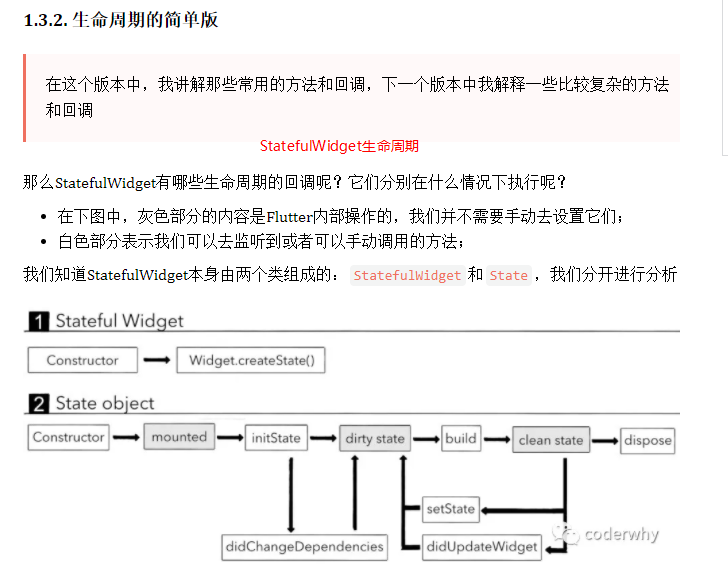 1.3.2. 生命周期的简单版
在这个版本中，我讲解那些常用的方法和回调，下一个版本中我解释一些比较复杂的方法
和回调
StatefulWidget生命周期
那么StatefulWidget有哪些生命周期的回调呢？它们分别在什么情况下执行呢？
• 在下图中，灰色部分的内容是Flutter内部操作的，我们并不需要手动去设置它们；
• 白色部分表示我们可以去监听到或者可以手动调用的方法；
我们知道StatefulWidget本身由两个类组成的：StatefulWidget 和 State ，我们分开进行分析
1 Stateful Widget
Constructor Widget.createState()
2 State object
Constructor mounted initState dirty state build clean state dispose
setState
didChangeDependencies didUpdateWidget
coderwhy